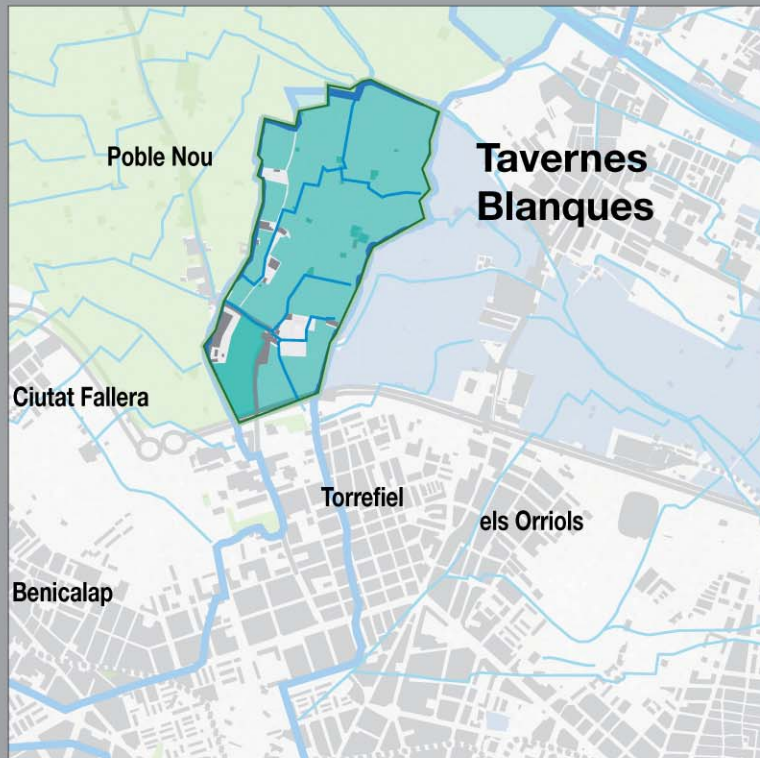 Poble Nou
Tavernes
Blanques
Ciutat Fallera
Torrefiel
els Orriols
Benicalap